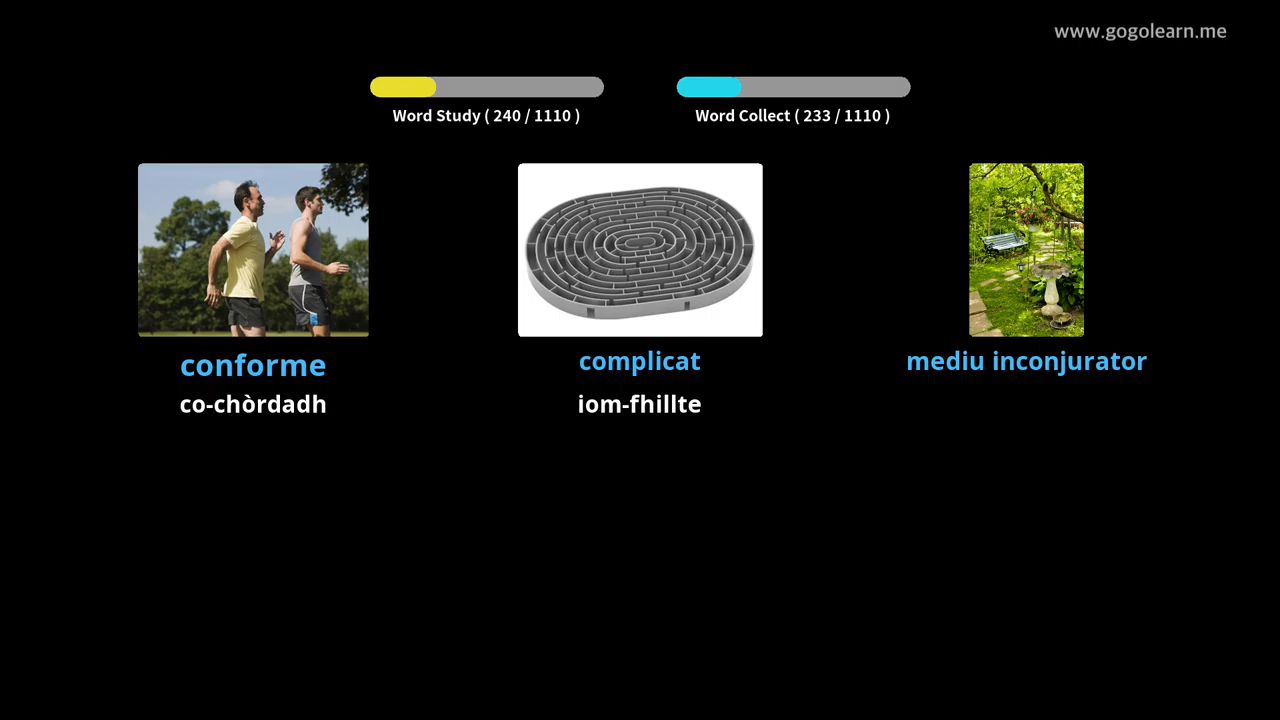 www.gogolearn.me
Word Study ( 240 / 1110 )
Word Collect ( 233 / 1110 )
conforme
co-chòrdadh
complicat
iom-fhillte
mediu inconjurator